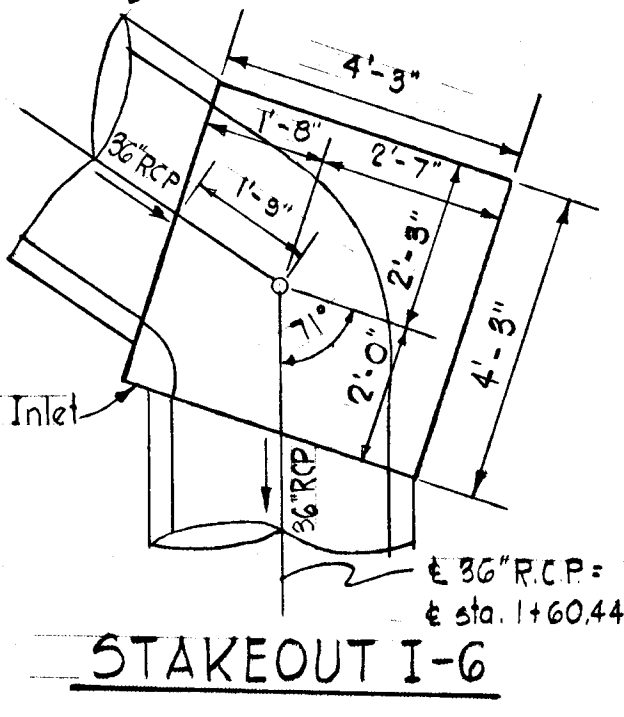 4'-3"
1'-8"
2'-7"
36"RCP
1'-9"
2'-3"
71°
2'-0"
4'-3"
Inlet
36"RCP
℄ 36" R.C.P. =
℄ sta. 1+60.44
STAKEOUT I-6